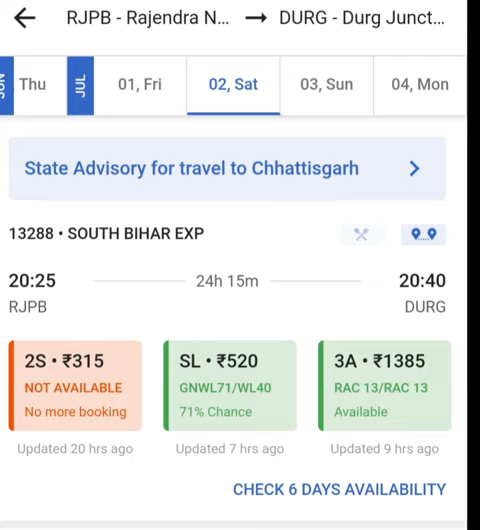 RJPB - Rajendra N... → DURG - Durg Junct...
JUN Thu JUL 01, Fri 02, Sat 03, Sun 04, Mon
State Advisory for travel to Chhattisgarh
13288 • SOUTH BIHAR EXP
20:25 24h 15m 20:40
RJPB DURG
2S • ₹315 SL • ₹520 3A • ₹1385
NOT AVAILABLE GNWL71/WL40 RAC 13/RAC 13
No more booking 71% Chance Available
Updated 20 hrs ago Updated 7 hrs ago Updated 9 hrs ago
CHECK 6 DAYS AVAILABILITY